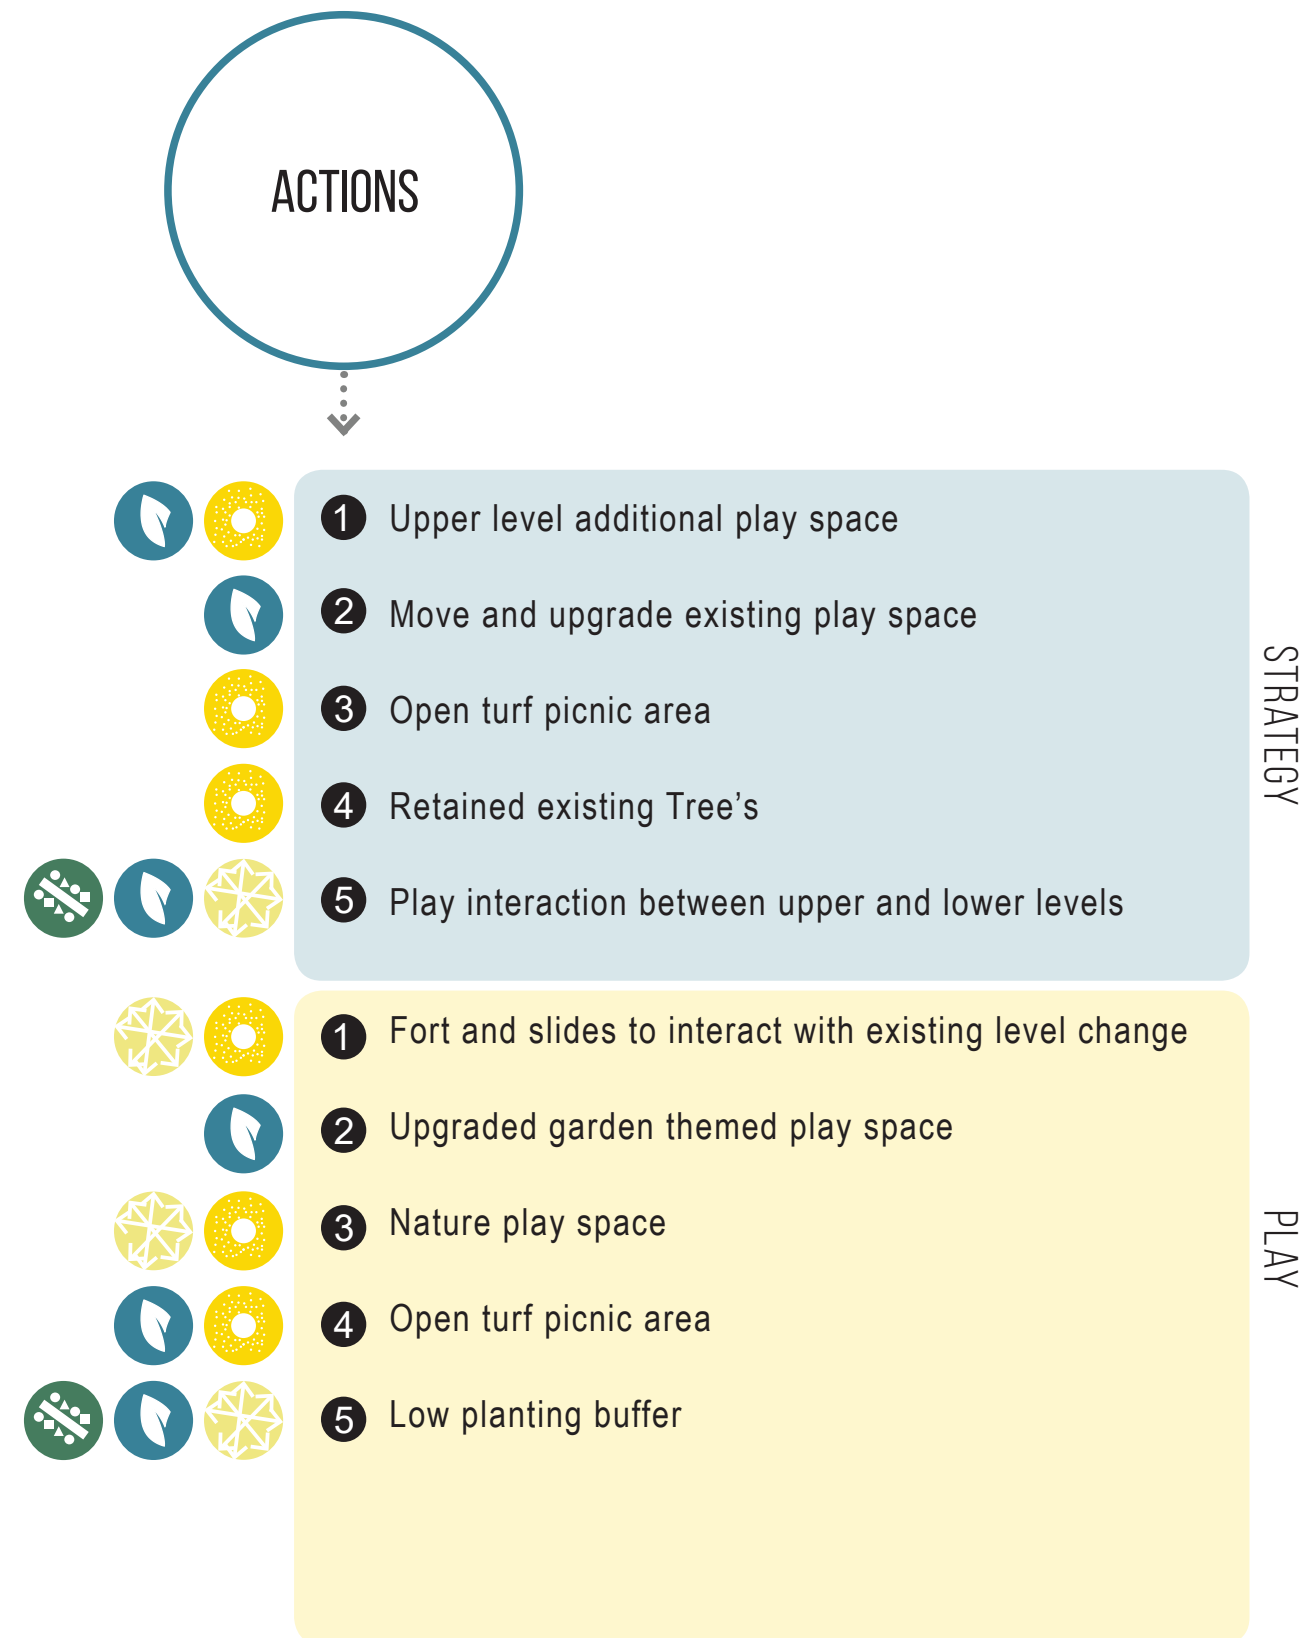 ACTIONS
1 Upper level additional play space
2 Move and upgrade existing play space
3 Open turf picnic area
4 Retained existing Tree’s
5 Play interaction between upper and lower levels
STRATEGY
1 Fort and slides to interact with existing level change
2 Upgraded garden themed play space
3 Nature play space
4 Open turf picnic area
5 Low planting buffer
PLAY